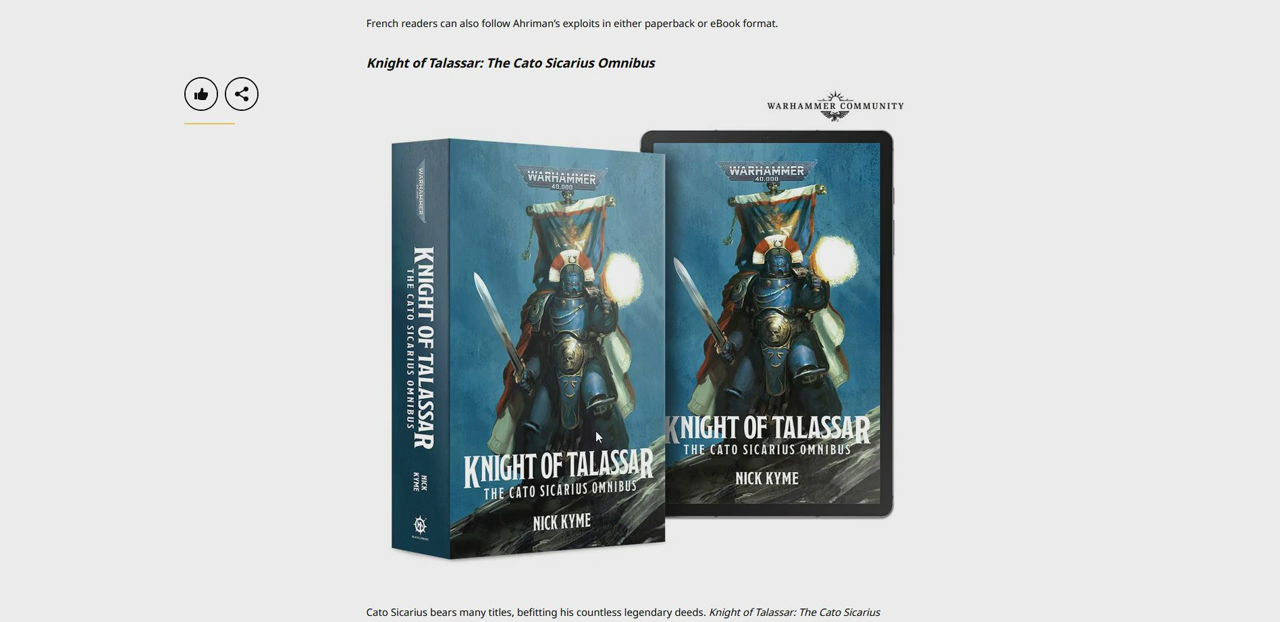 French readers can also follow Ahriman's exploits in either paperback or eBook format.
Knight of Talassar: The Cato Sicarius Omnibus
WARHAMMER COMMUNITY
WARHAMMER
KNIGHT OF TALASSAR
THE CATO SICARIUS OMNIBUS
NICK
KYME
WARHAMMER
40,000
KNIGHT OF TALASSAR
THE CATO SICARIUS OMNIBUS
NICK KYME
WARHAMMER
40,000
KNIGHT OF TALASSAR
THE CATO SICARIUS OMNIBUS
NICK KYME
Cato Sicarius bears many titles, befitting his countless legendary deeds. Knight of Talassar: The Cato Sicarius